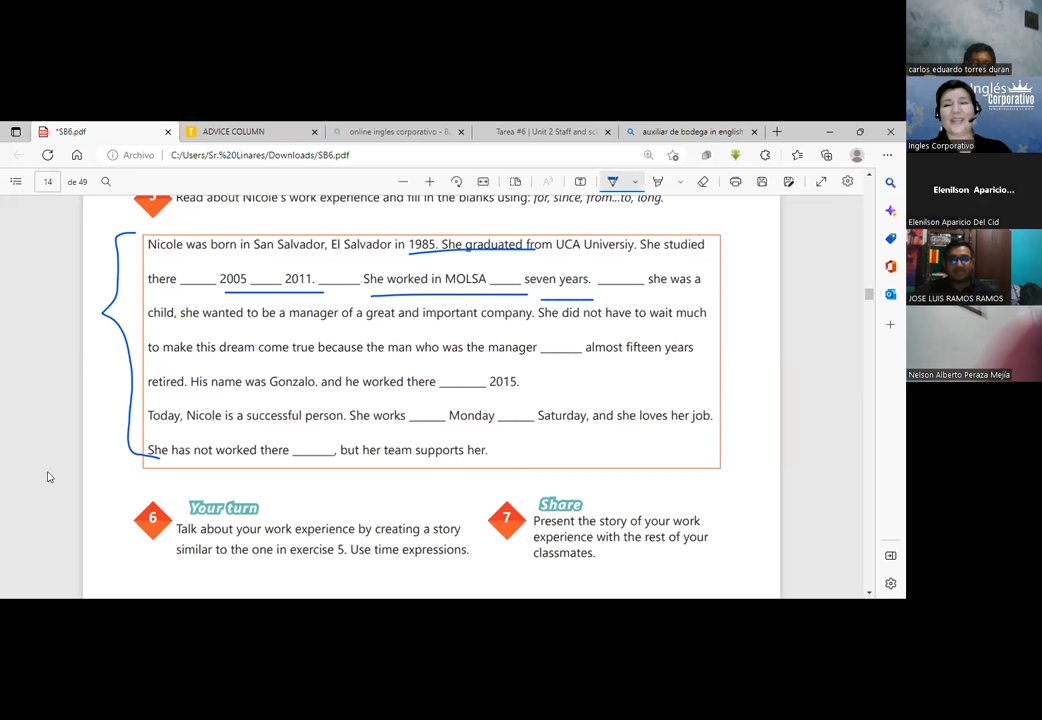 *SB6.pdf
ADVICE COLUMN
online ingles corporativo - B
Tarea #6 | Unit 2 Staff and sc
auxiliar de bodega in english
Archivo | C:/Users/Sr.%20Linares/Downloads/SB6.pdf
14 de 49
Read about Nicole's work experience and fill in the blanks using: for, since, from...to, long.
Nicole was born in San Salvador, El Salvador in 1985. She graduated from UCA Universiy. She studied
there ______ 2005 _____ 2011. _______ She worked in MOLSA _____ seven years. ________ she was a
child, she wanted to be a manager of a great and important company. She did not have to wait much
to make this dream come true because the man who was the manager _______ almost fifteen years
retired. His name was Gonzalo. and he worked there ________ 2015.
Today, Nicole is a successful person. She works ______ Monday ______ Saturday, and she loves her job.
She has not worked there _______, but her team supports her.
6
Your turn
Talk about your work experience by creating a story
similar to the one in exercise 5. Use time expressions.
7
Share
Present the story of your work
experience with the rest of your
classmates.
carlos eduardo torres duran
Inglés
Corporativo
Ingles Corporativo
Elenilson Aparicio...
Elenilson Aparicio Del Cid
JOSE LUIS RAMOS RAMOS
Nelson Alberto Peraza Mejía